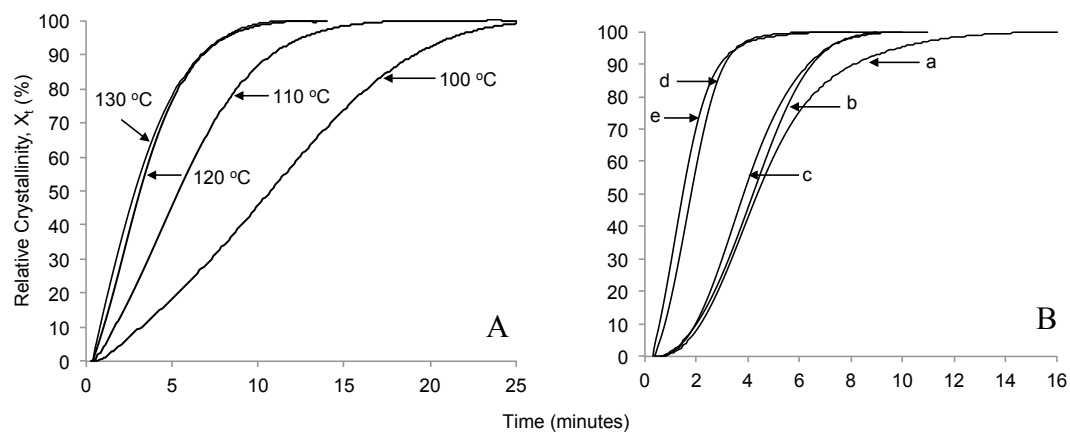 Relative Crystallinity, Xt (%)
100
90
80
70
60
50
40
30
20
10
0
0 5 10 15 20 25
130 °C
120 °C
110 °C
100 °C
A
100
90
80
70
60
50
40
30
20
10
0
0 2 4 6 8 10 12 14 16
a
b
c
d
e
B
Time (minutes)